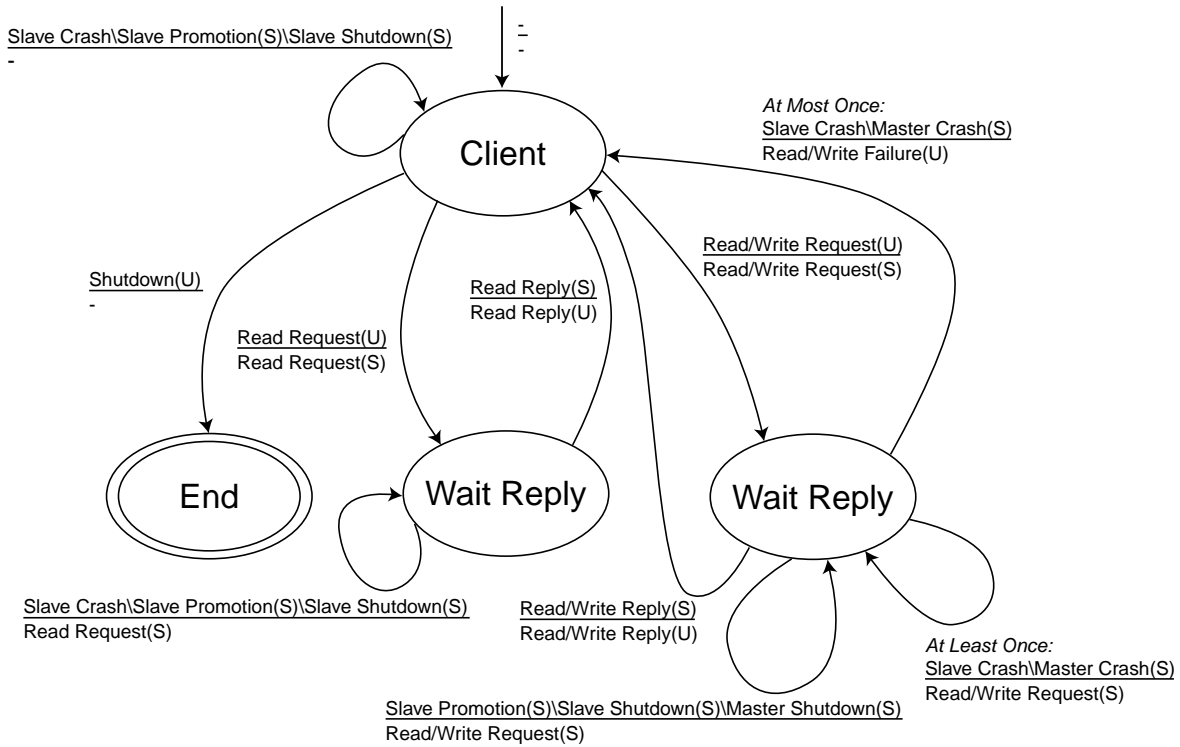 Slave Crash\Slave Promotion(S)\Slave Shutdown(S)
-
-
-
Client
At Most Once:
Slave Crash\Master Crash(S)
Read/Write Failure(U)
Read/Write Request(U)
Read/Write Request(S)
Shutdown(U)
-
Read Reply(S)
Read Reply(U)
Read Request(U)
Read Request(S)
End
Wait Reply
Wait Reply
Slave Crash\Slave Promotion(S)\Slave Shutdown(S)
Read Request(S)
Read/Write Reply(S)
Read/Write Reply(U)
At Least Once:
Slave Crash\Master Crash(S)
Read/Write Request(S)
Slave Promotion(S)\Slave Shutdown(S)\Master Shutdown(S)
Read/Write Request(S)